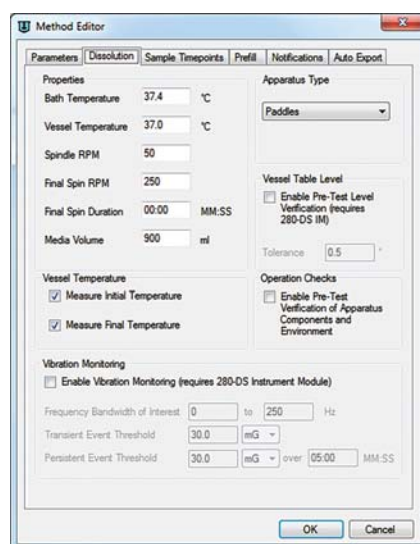 Method Editor
Parameters Dissolution Sample Timepoints Prefill Notifications Auto Export
Properties
Bath Temperature 37.4 °C
Vessel Temperature 37.0 °C
Spindle RPM 50
Final Spin RPM 250
Final Spin Duration 00:00 MM:SS
Media Volume 900 ml
Apparatus Type
Paddles
Vessel Table Level
Enable Pre-Test Level
Verification (requires
280-DS IM)
Tolerance 0.5 °
Vessel Temperature
Measure Initial Temperature
Measure Final Temperature
Operation Checks
Enable Pre-Test
Verification of Apparatus
Components and
Environment
Vibration Monitoring
Enable Vibration Monitoring (requires 280-DS Instrument Module)
Frequency Bandwidth of Interest 0 to 250 Hz
Transient Event Threshold 30.0 mG
Persistent Event Threshold 30.0 mG over 05:00 MM:SS
OK Cancel